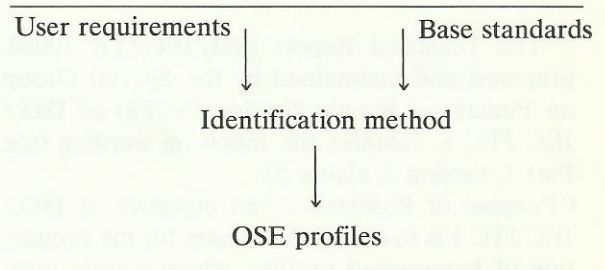 User requirements
Base standards
Identification method
OSE profiles